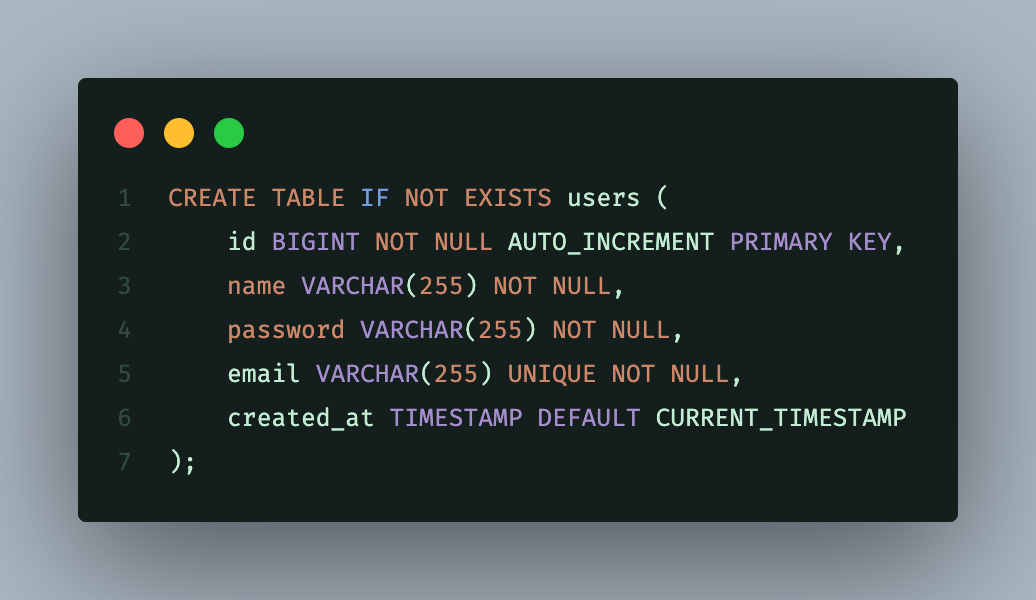 1 CREATE TABLE IF NOT EXISTS users (
2 id BIGINT NOT NULL AUTO_INCREMENT PRIMARY KEY,
3 name VARCHAR(255) NOT NULL,
4 password VARCHAR(255) NOT NULL,
5 email VARCHAR(255) UNIQUE NOT NULL,
6 created_at TIMESTAMP DEFAULT CURRENT_TIMESTAMP
7 );